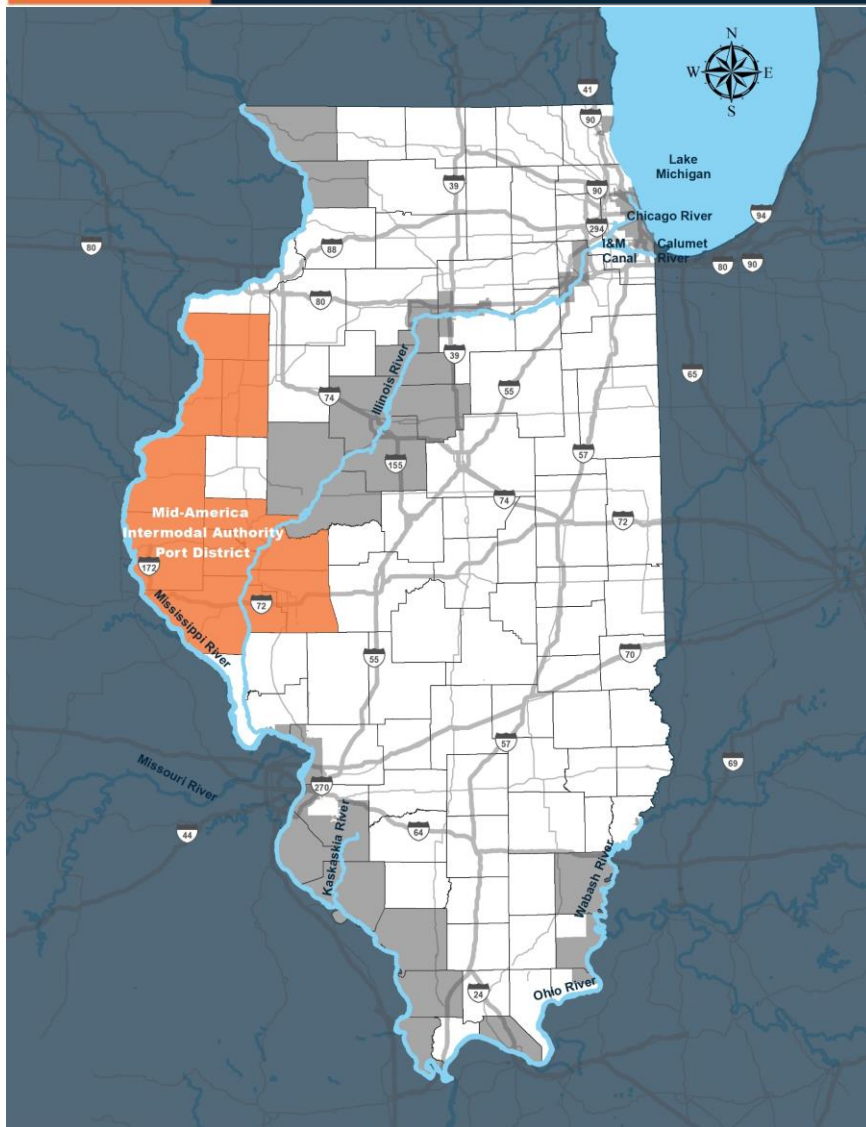 N
W
E
S
41
90
Lake
Michigan
39
90
Chicago River
94
294
80
88
I&M
Canal
Calumet
River
80
90
80
39
65
Illinois River
55
74
57
155
74
72
Mid-America
Intermodal Authority
Port District
172
72
Mississippi River
70
55
57
Missouri River
69
270
44
64
Kaskaskia River
Wabash River
24
Ohio River